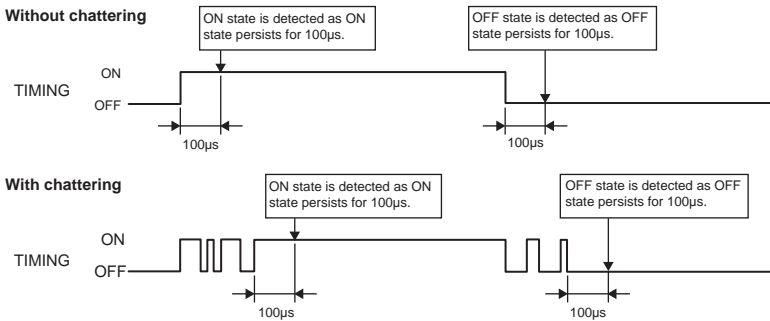 Without chattering
ON state is detected as ON
state persists for 100μs.
OFF state is detected as OFF
state persists for 100μs.
TIMING
ON
OFF
100μs
100μs
With chattering
ON state is detected as ON
state persists for 100μs.
OFF state is detected as OFF
state persists for 100μs.
TIMING
ON
OFF
100μs
100μs